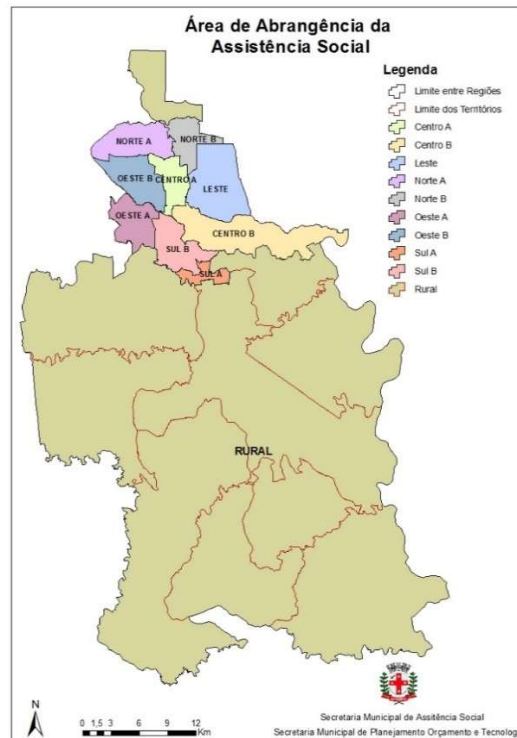 Área de Abrangência da
Assistência Social
Legenda
Limite entre Regiões
Limite dos Territórios
Centro A
Centro B
Leste
Norte A
Norte B
Oeste A
Oeste B
Sul A
Sul B
Rural
NORTE A
NORTE B
OESTE B
CENTRO A
LESTE
OESTE A
CENTRO B
SUL B
SUL A
RURAL
N
0 1,5 3 6 9 12
Km
Secretaria Municipal de Assitência Social
Secretaria Municipal de Planejamento Orçamento e Tecnolog